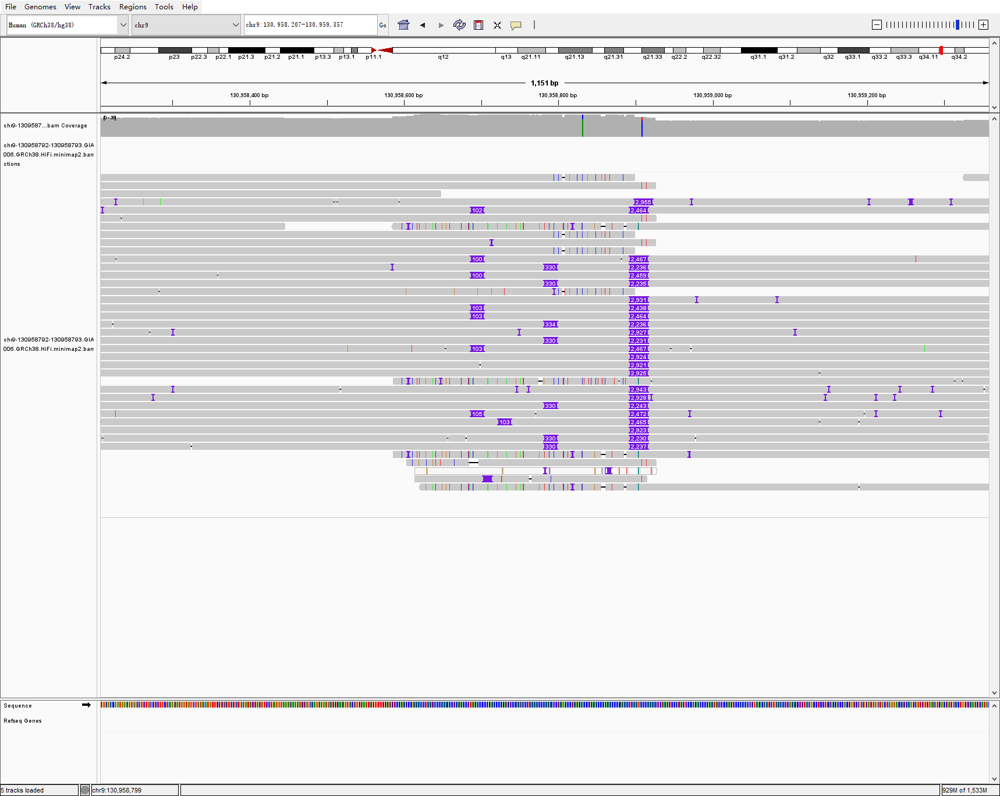 File Genomes View Tracks Regions Tools Help
Human (GRCh38/hg38) chr9 chr9:130,958,207-130,959,357 Go
p24.2 p23 p22.3 p22.1 p21.3 p21.2 p21.1 p13.3 p13.1 p11.1 q12 q13 q21.11 q21.13 q21.31 q21.33 q22.2 q22.32 q31.1 q31.2 q32 q33.1 q33.2 q33.3 q34.11 q34.2
1,151 bp
130,958,400 bp 130,958,600 bp 130,958,800 bp 130,959,000 bp 130,959,200 bp
[0 - 39]
chr9-1309587...bam Coverage
chr9-130958792-130958793.GIA
006.GRCh38.HiFi.minimap2.bam
ctions
2,955
102 2,464
100 2,467
330 2,236
100 2,459
330 2,235
2,931
103 2,438
103 2,464
334 2,236
2,927
chr9-130958792-130958793.GIA
330 2,231
006.GRCh38.HiFi.minimap2.bam
103 2,467
2,924
2,921
2,925
2,943
2,928
330 2,243
105 2,472
103 2,465
2,923
330 2,230
330 2,237
Sequence
Refseq Genes
5 tracks loaded chr9:130,958,799 929M of 1,533M